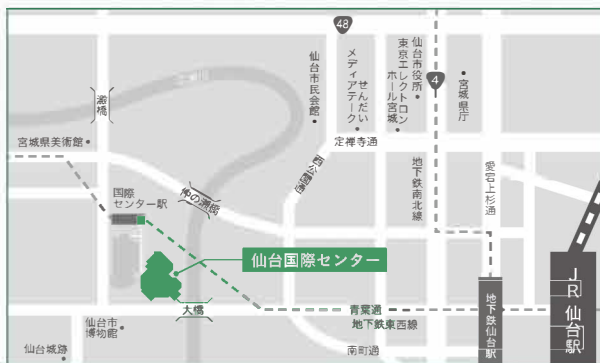 48
仙台市民会館
せんだい
メディアテーク
東京エレクトロン
ホール宮城
仙台市役所
4
宮城県庁
澱橋
宮城県美術館
定禅寺通
西公園通
地下鉄南北線
愛宮上杉通
国際
センター駅
仲の瀬橋
仙台国際センター
大橋
青葉通
地下鉄東西線
地下鉄仙台駅
JR仙台駅
仙台市
博物館
仙台城跡
南町通